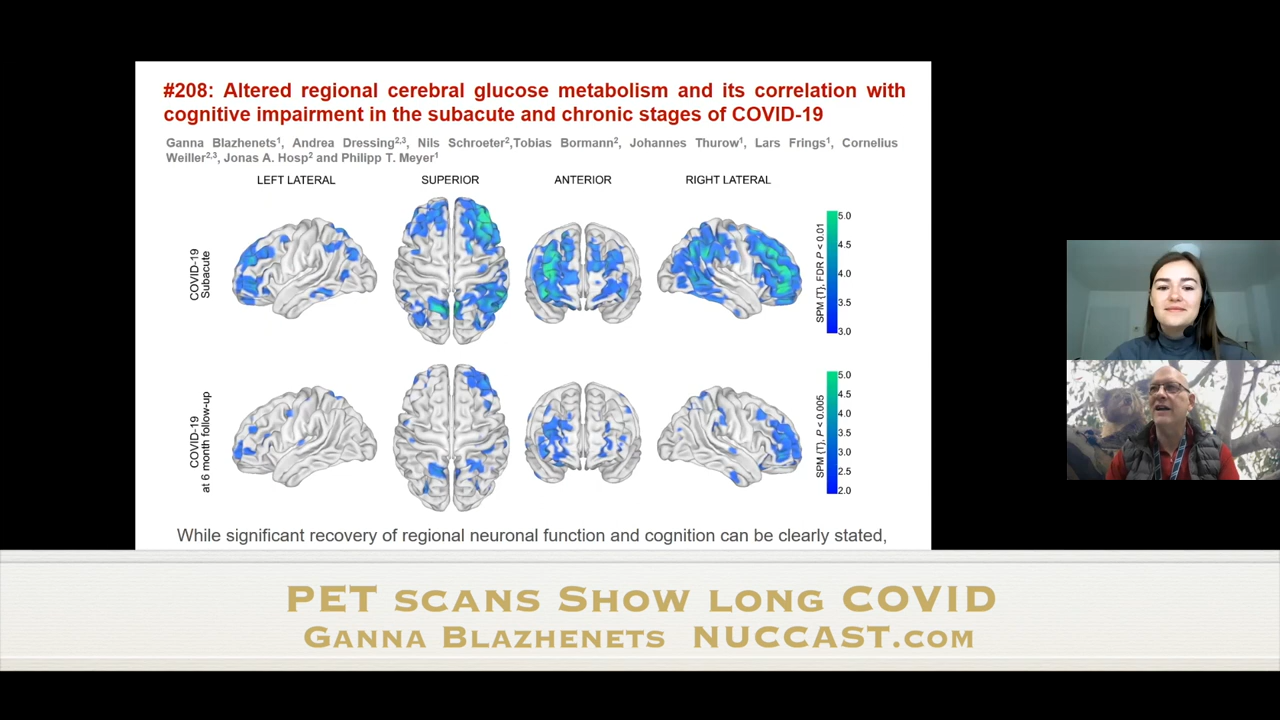 #208: Altered regional cerebral glucose metabolism and its correlation with
cognitive impairment in the subacute and chronic stages of COVID-19
Ganna Blazhenets1, Andrea Dressing2,3, Nils Schroeter2,Tobias Bormann2, Johannes Thurow1, Lars Frings1, Cornelius
Weiller2,3, Jonas A. Hosp2 and Philipp T. Meyer1
LEFT LATERAL
SUPERIOR
ANTERIOR
RIGHT LATERAL
COVID-19
Subacute
SPM {T}, FDR P < 0.01
5.0
4.5
4.0
3.5
3.0
COVID-19
at 6 month follow-up
SPM {T}, P < 0.005
5.0
4.5
4.0
3.5
3.0
2.5
2.0
While significant recovery of regional neuronal function and cognition can be clearly stated,
PET scans Show long COVID
Ganna Blazhenets NUCCAST.com